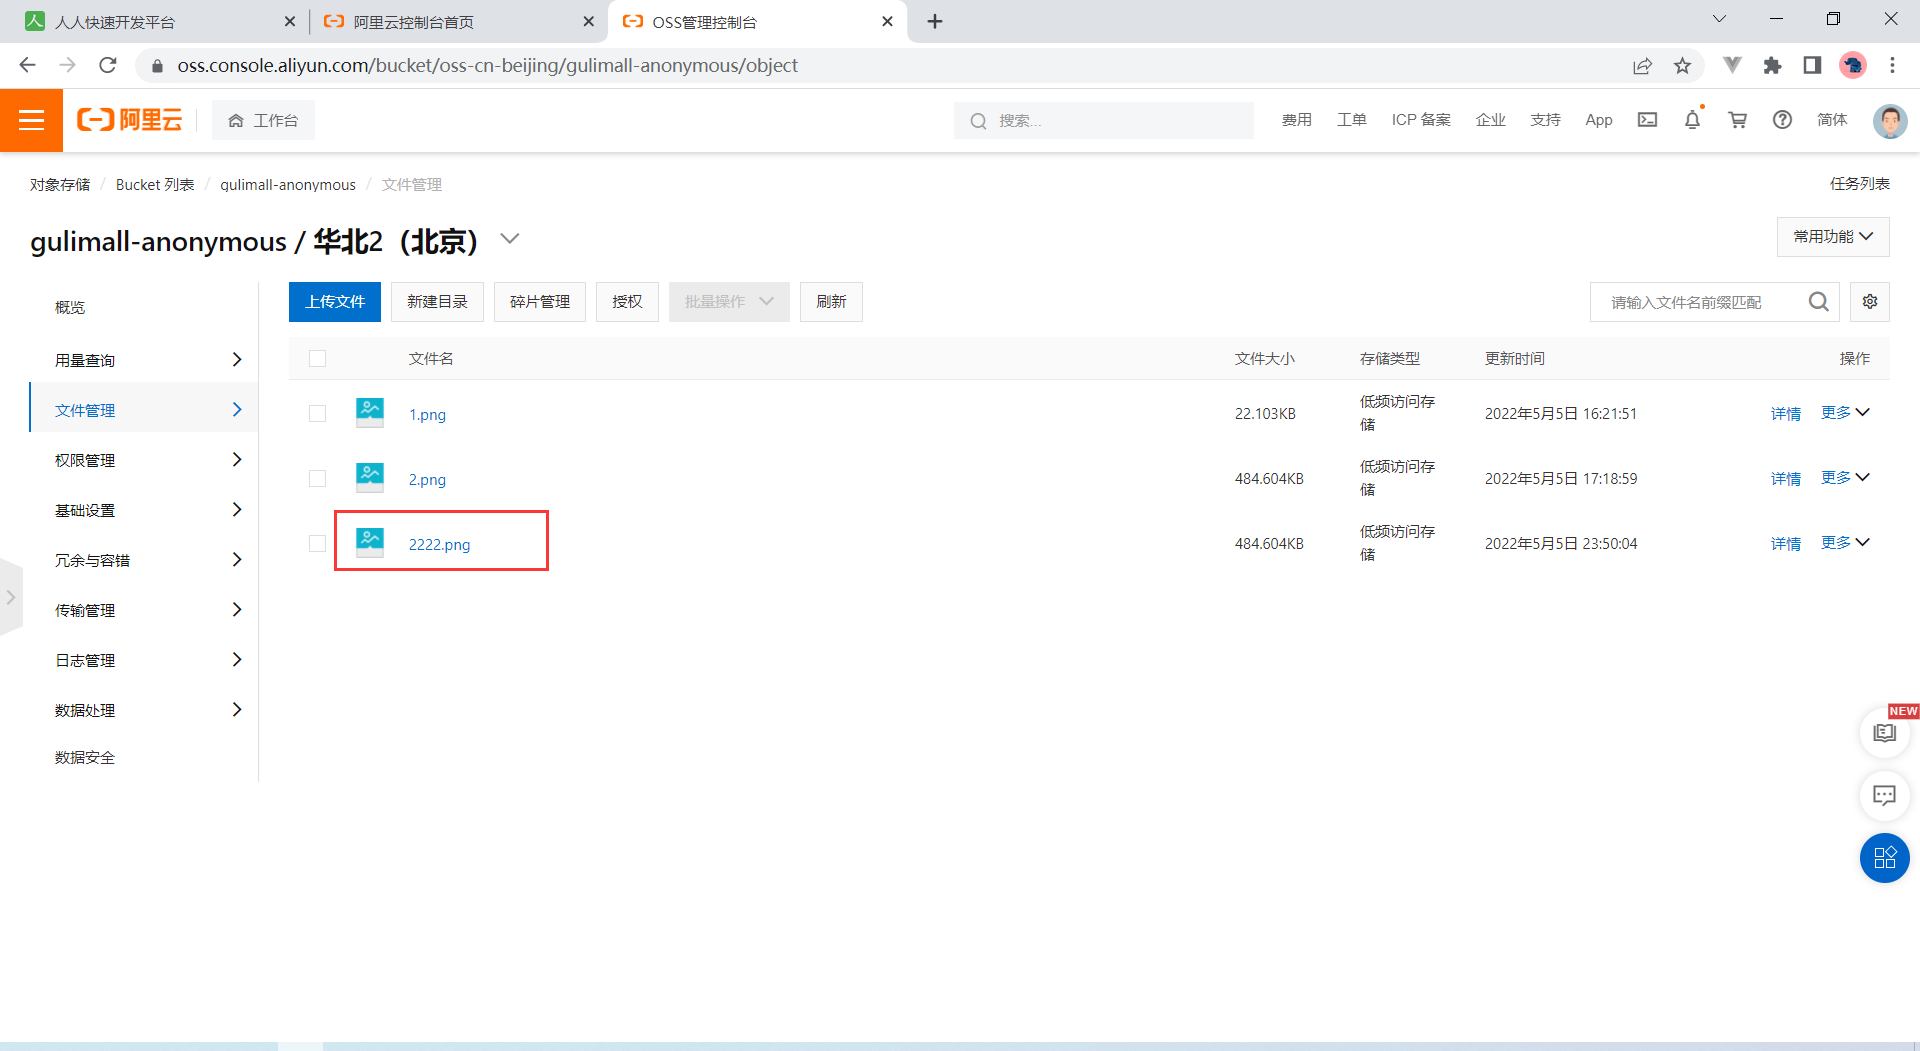 人人快速开发平台
阿里云控制台首页
OSS管理控制台
oss.console.aliyun.com/bucket/oss-cn-beijing/gulimall-anonymous/object
阿里云 工作台 搜索... 费用 工单 ICP 备案 企业 支持 App 简体
对象存储 / Bucket 列表 / gulimall-anonymous / 文件管理 任务列表
gulimall-anonymous / 华北2（北京） 常用功能
概览
用量查询
文件管理
权限管理
基础设置
冗余与容错
传输管理
日志管理
数据处理
数据安全
上传文件 新建目录 碎片管理 授权 批量操作 刷新 请输入文件名前缀匹配
文件名 文件大小 存储类型 更新时间 操作
1.png 22.103KB 低频访问存储 2022年5月5日 16:21:51 详情 更多
2.png 484.604KB 低频访问存储 2022年5月5日 17:18:59 详情 更多
2222.png 484.604KB 低频访问存储 2022年5月5日 23:50:04 详情 更多
NEW